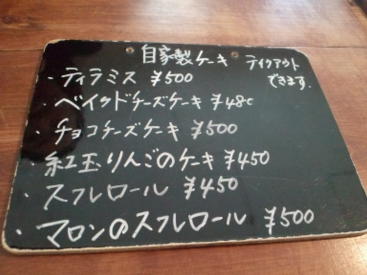 自家製ケーキ テイクアウト
できます。
・ティラミス ¥500
・ベイクドチーズケーキ ¥480
・チョコチーズケーキ ¥500
・紅玉りんごのケーキ ¥450
・スフレロール ¥450
・マロンのスフレロール ¥500